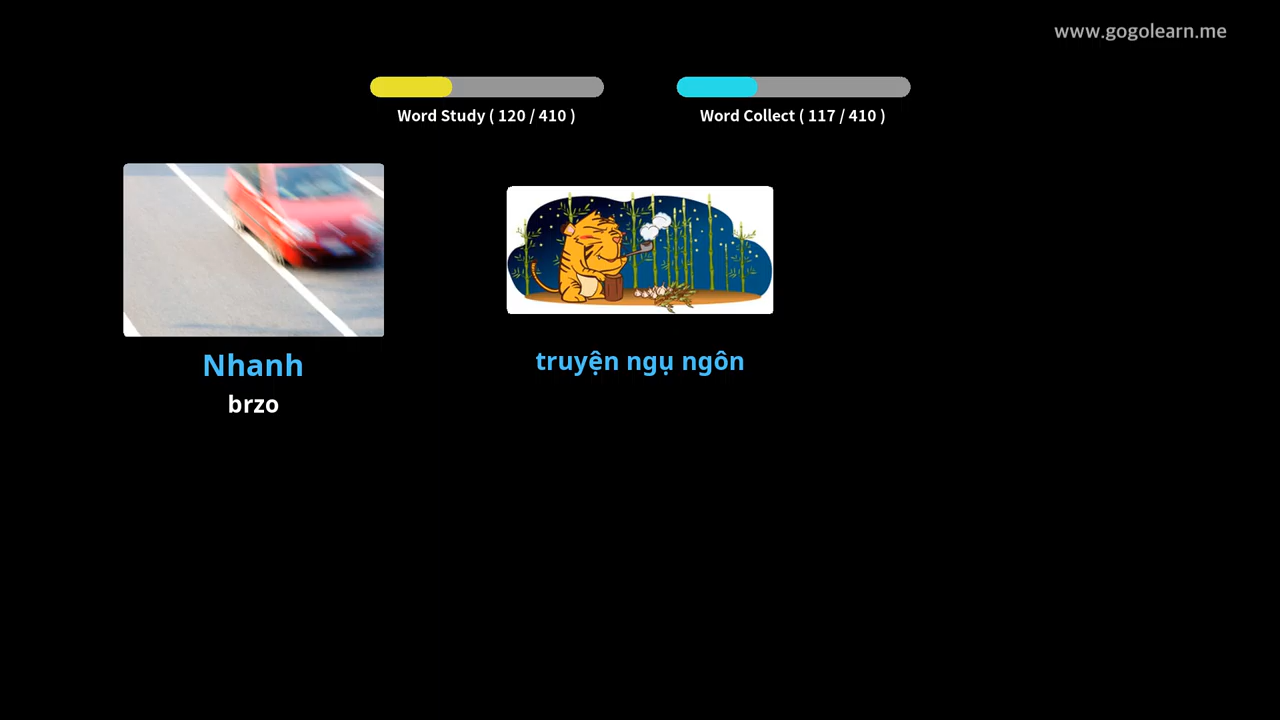 www.gogolearn.me
Word Study ( 120 / 410 )
Word Collect ( 117 / 410 )
Nhanh
brzo
truyện ngụ ngôn